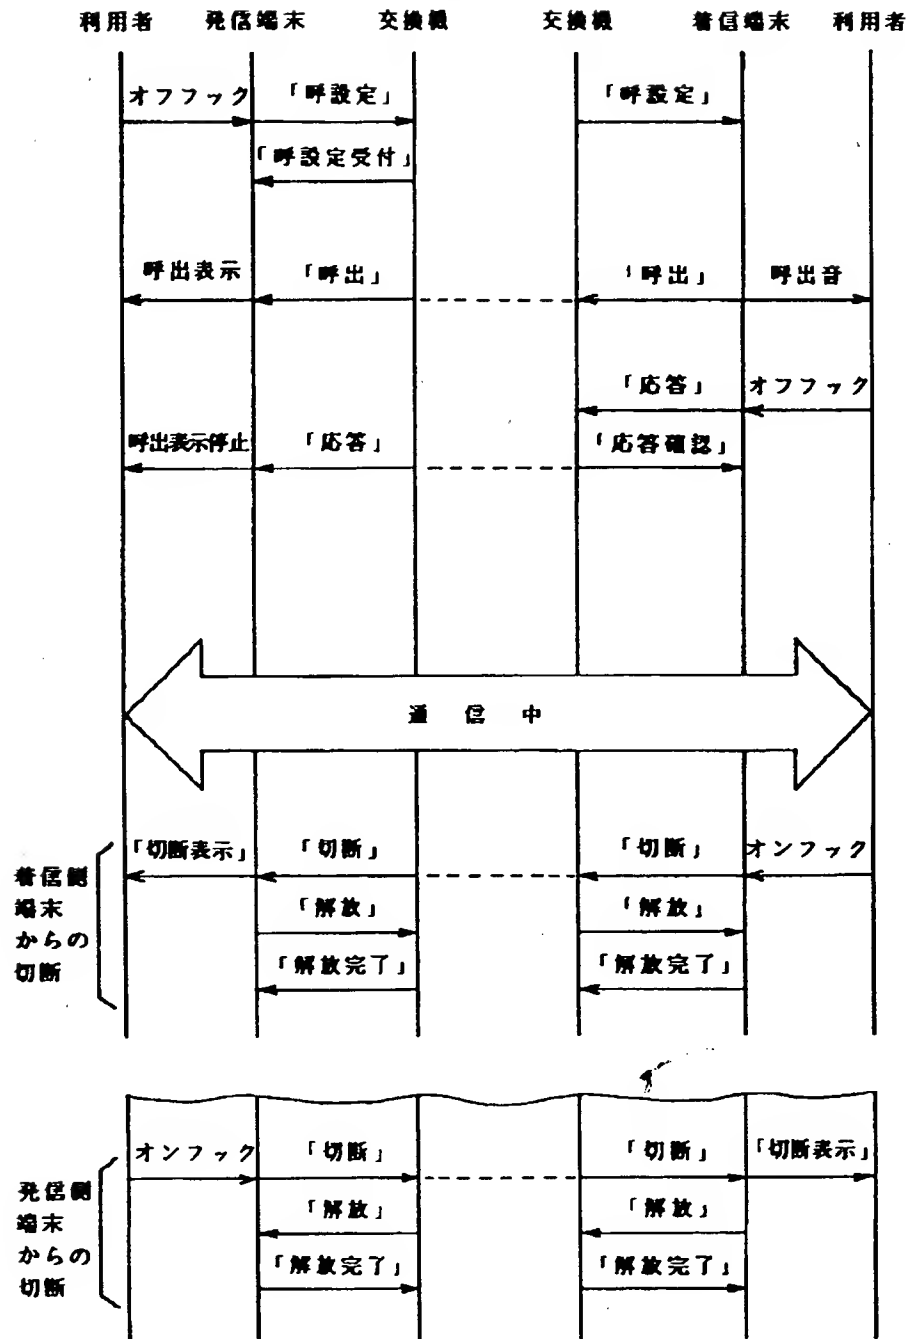 利用者 発信端末 交換機 交換機 着信端末 利用者
オフフック 「呼設定」 「呼設定」
「呼設定受付」
呼出表示 「呼出」 「呼出」 呼出音
「応答」 オフフック
呼出表示停止 「応答」 「応答確認」
通信中
「切断表示」 「切断」 「切断」 オンフック
着信側
端末
からの
切断
「解放」 「解放」
「解放完了」 「解放完了」
オンフック 「切断」 「切断」 「切断表示」
発信側
端末
からの
切断
「解放」 「解放」
「解放完了」 「解放完了」